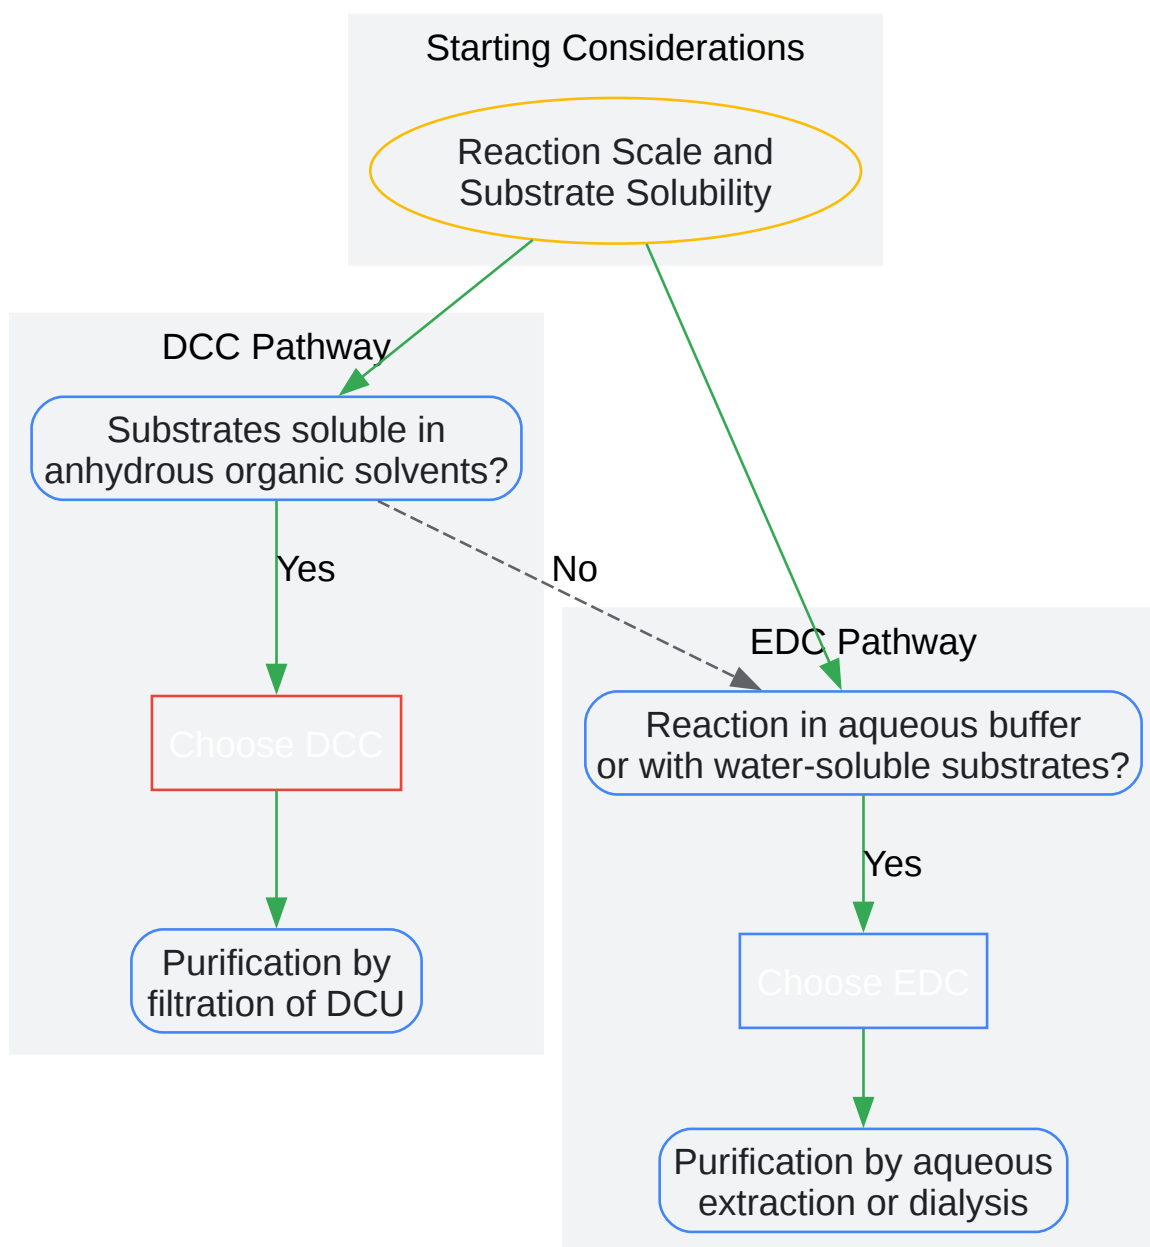 Starting Considerations
Reaction Scale and
Substrate Solubility
DCC Pathway
Substrates soluble in
anhydrous organic solvents?
Yes
No
Choose DCC
Purification by
filtration of DCU
EDC Pathway
Reaction in aqueous buffer
or with water-soluble substrates?
Yes
Choose EDC
Purification by aqueous
extraction or dialysis